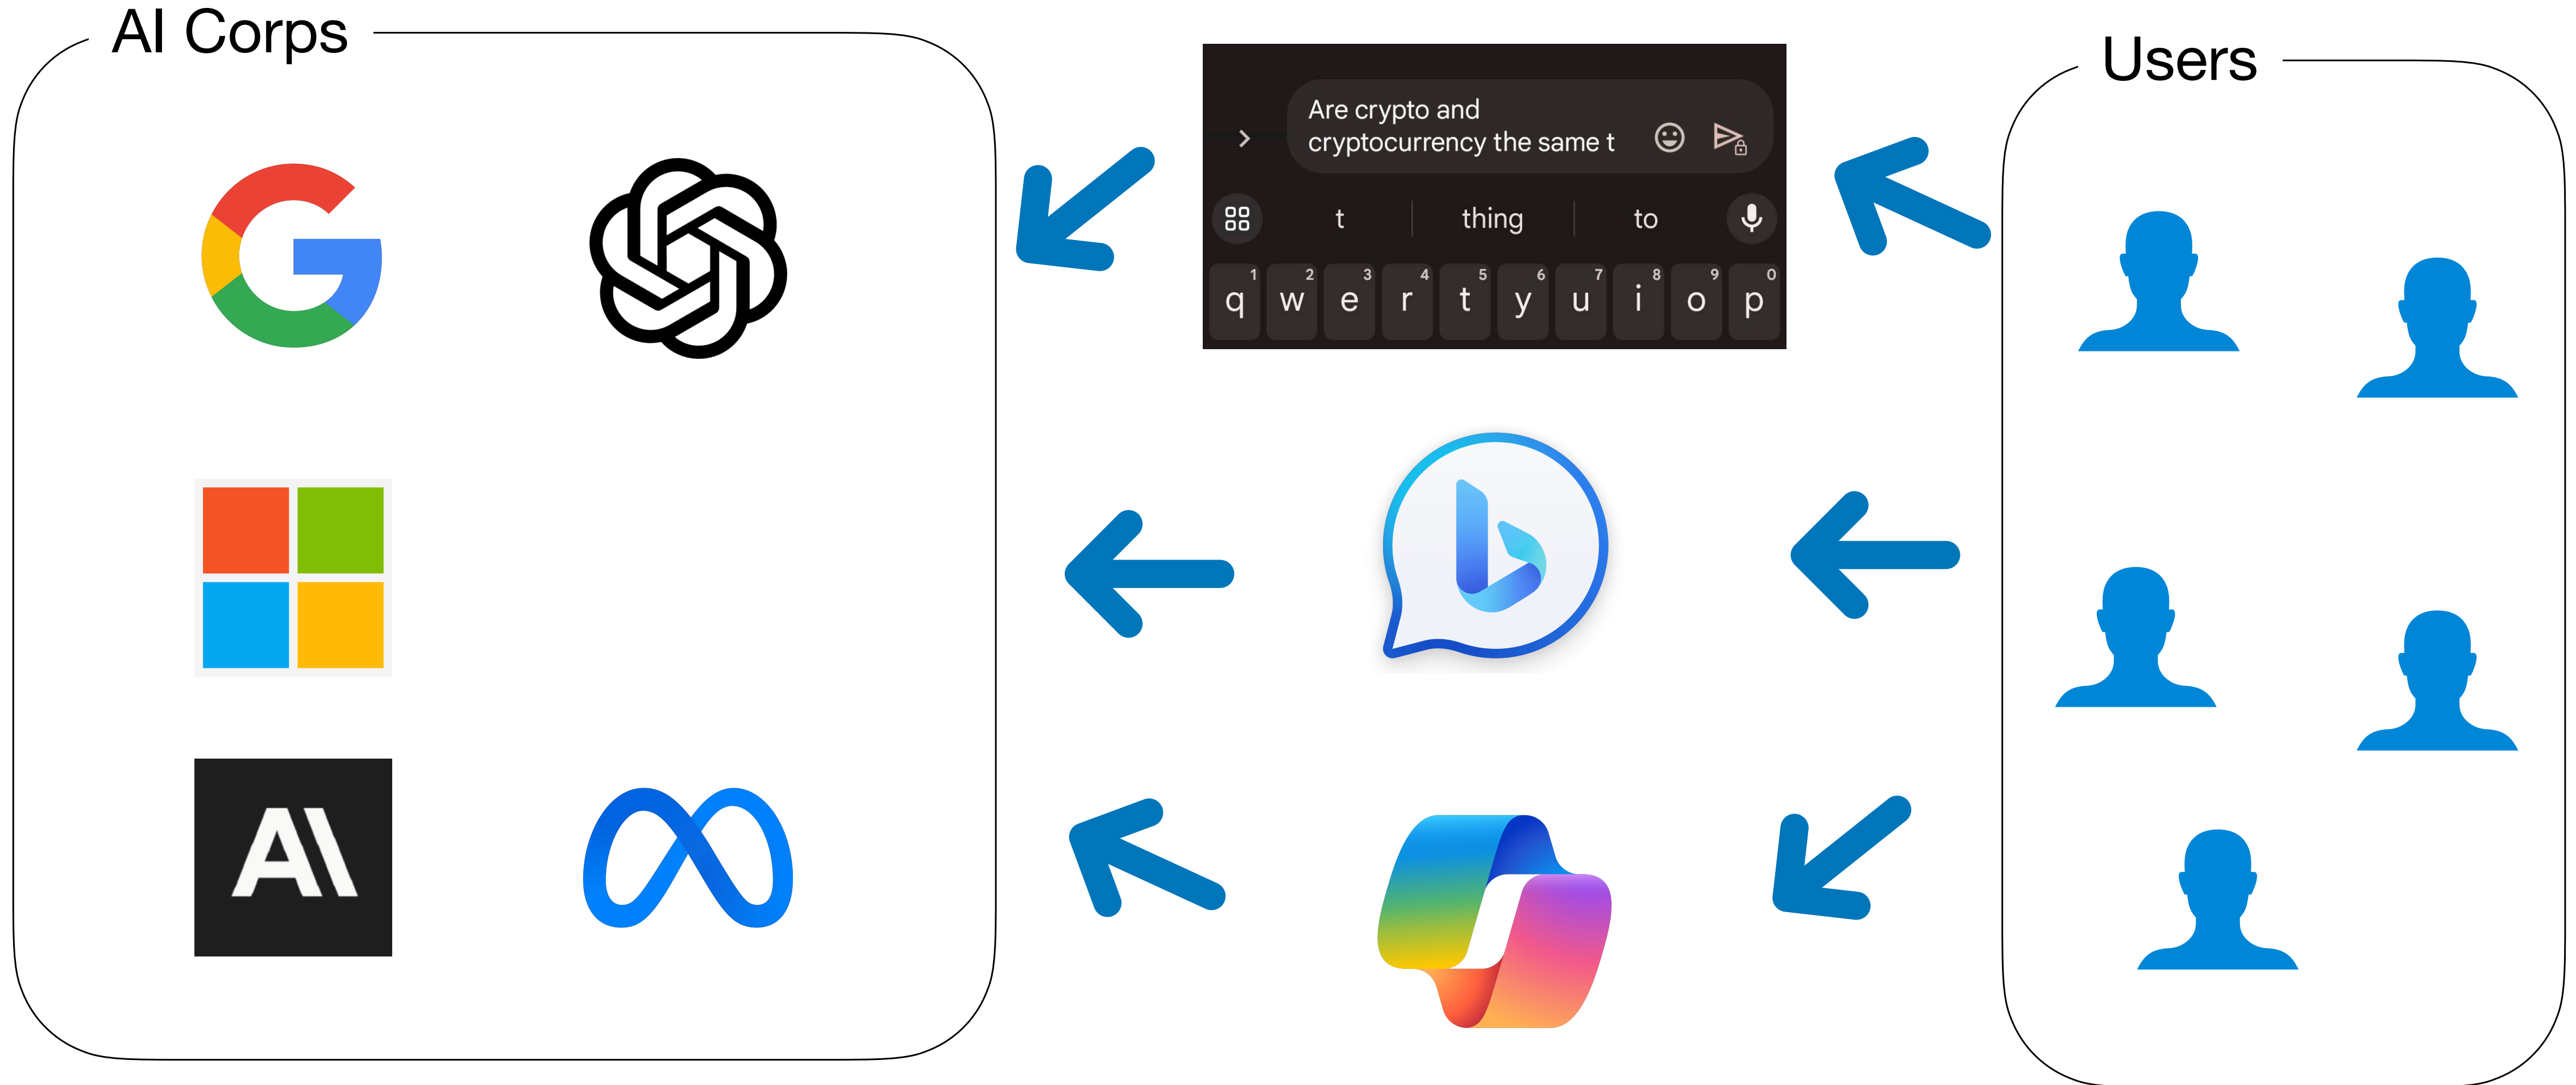 AI Corps
Users
Are crypto and
cryptocurrency the same t
t thing to
1 2 3 4 5 6 7 8 9 0
q w e r t y u i o p
AI